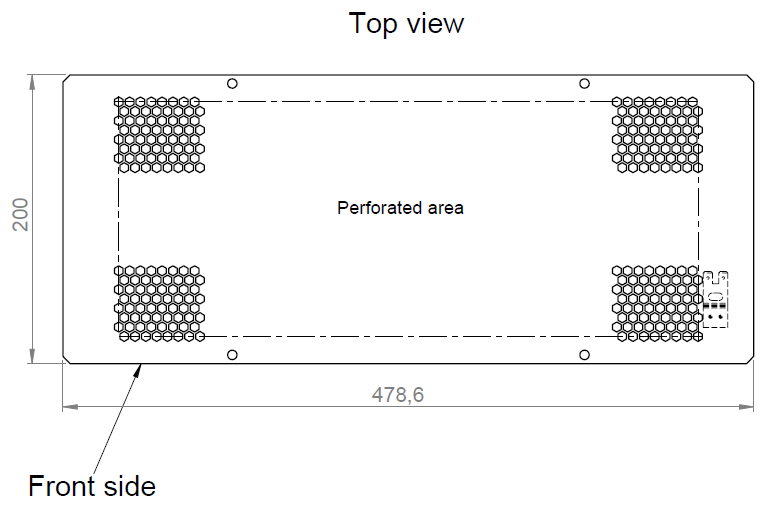 Top view
200
Perforated area
478,6
Front side